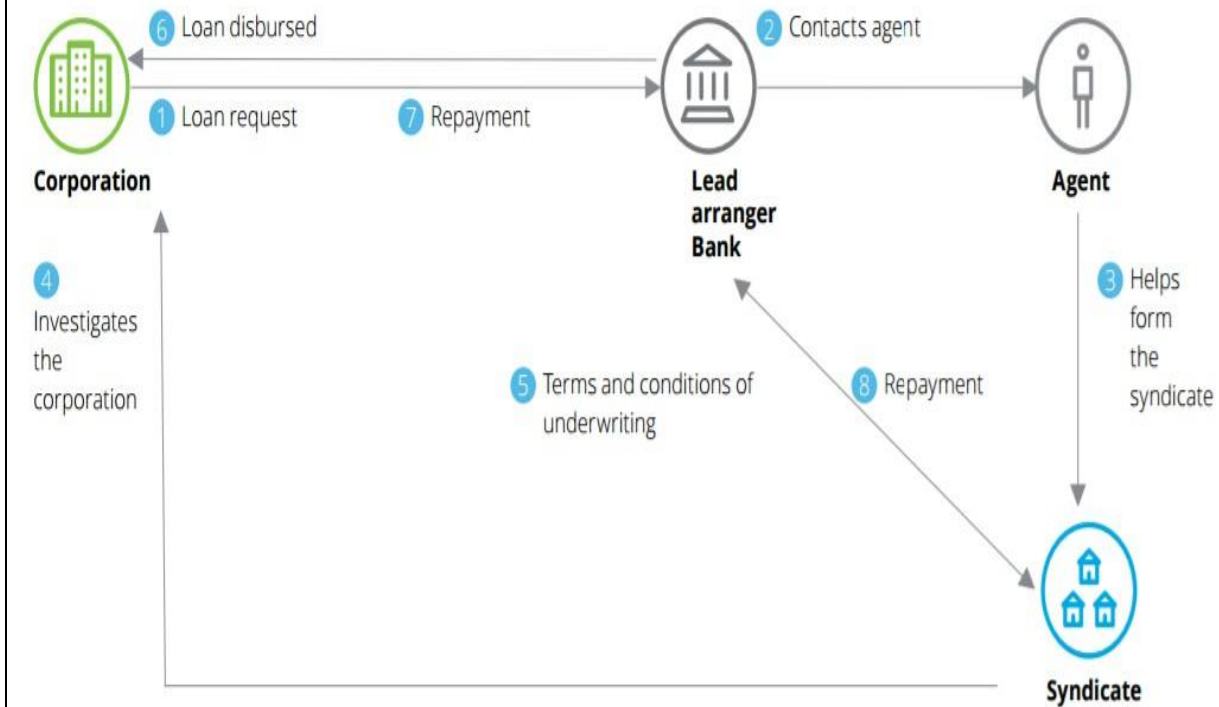 6 Loan disbursed
2 Contacts agent
1 Loan request
7 Repayment
Corporation
Lead
arranger
Bank
Agent
4
Investigates
the
corporation
3 Helps
form
the
syndicate
5 Terms and conditions of
underwriting
8 Repayment
Syndicate